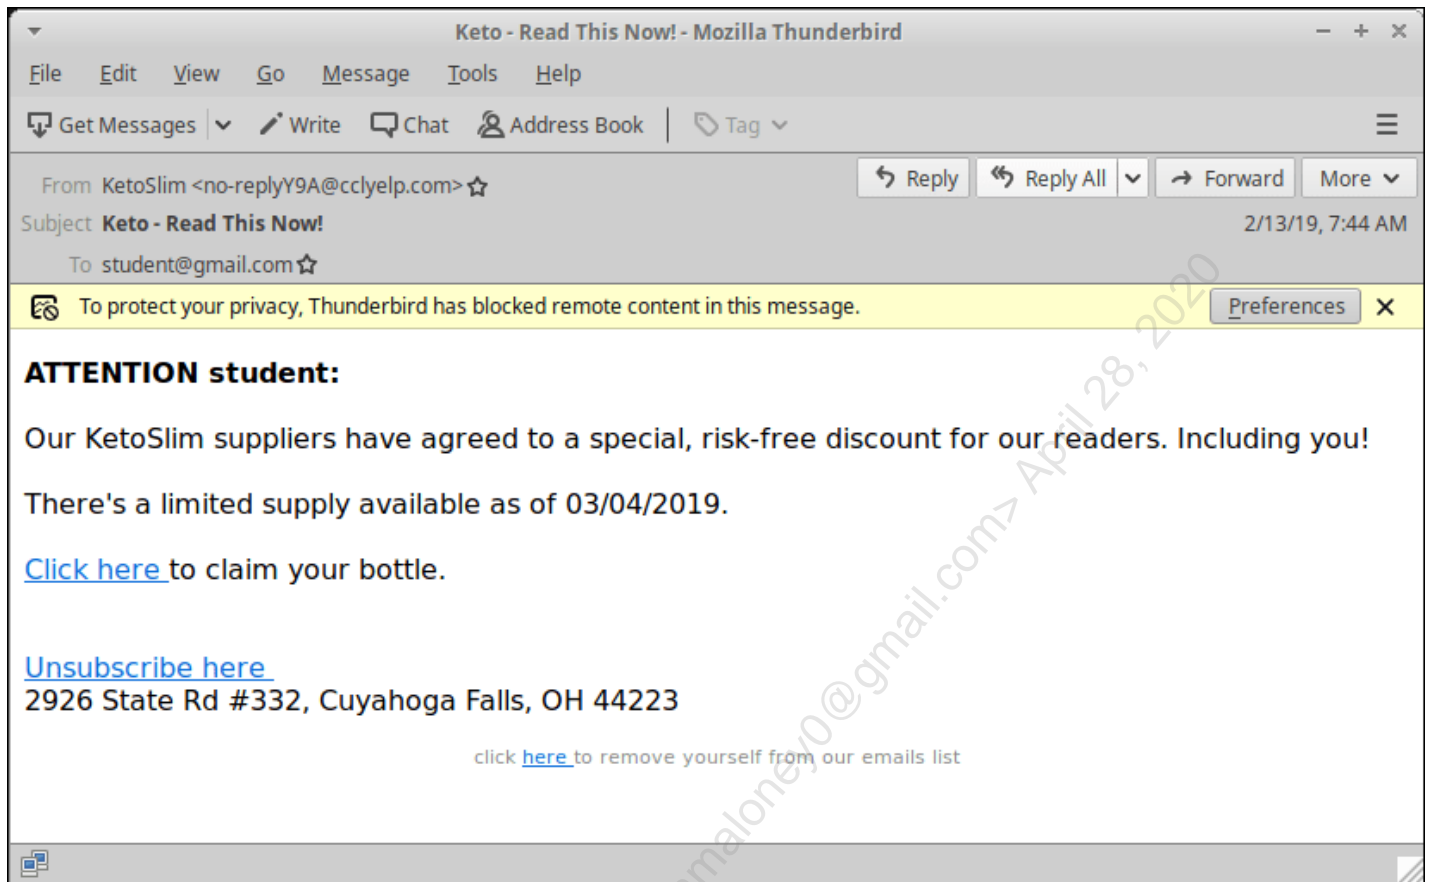 Keto - Read This Now! - Mozilla Thunderbird
File Edit View Go Message Tools Help
Get Messages Write Chat Address Book Tag
From KetoSlim <no-replyY9A@cclyelp.com> Reply Reply All Forward More
Subject Keto - Read This Now! 2/13/19, 7:44 AM
To student@gmail.com
To protect your privacy, Thunderbird has blocked remote content in this message. Preferences
ATTENTION student:
Our KetoSlim suppliers have agreed to a special, risk-free discount for our readers. Including you!
There's a limited supply available as of 03/04/2019.
Click here to claim your bottle.
Unsubscribe here
2926 State Rd #332, Cuyahoga Falls, OH 44223
click here to remove yourself from our emails list
maloney0@gmail.com> April 28, 2020